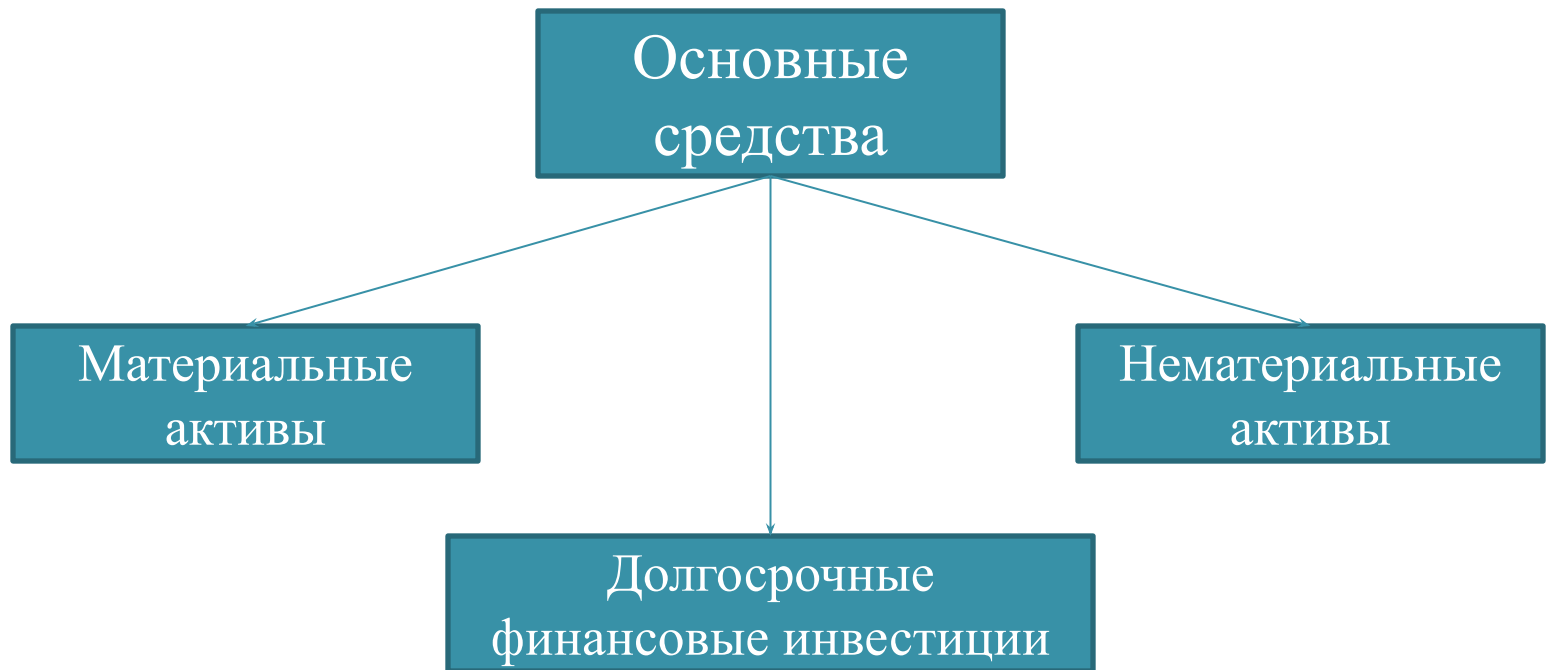 Основные
средства
Материальные
активы
Нематериальные
активы
Долгосрочные
финансовые инвестиции